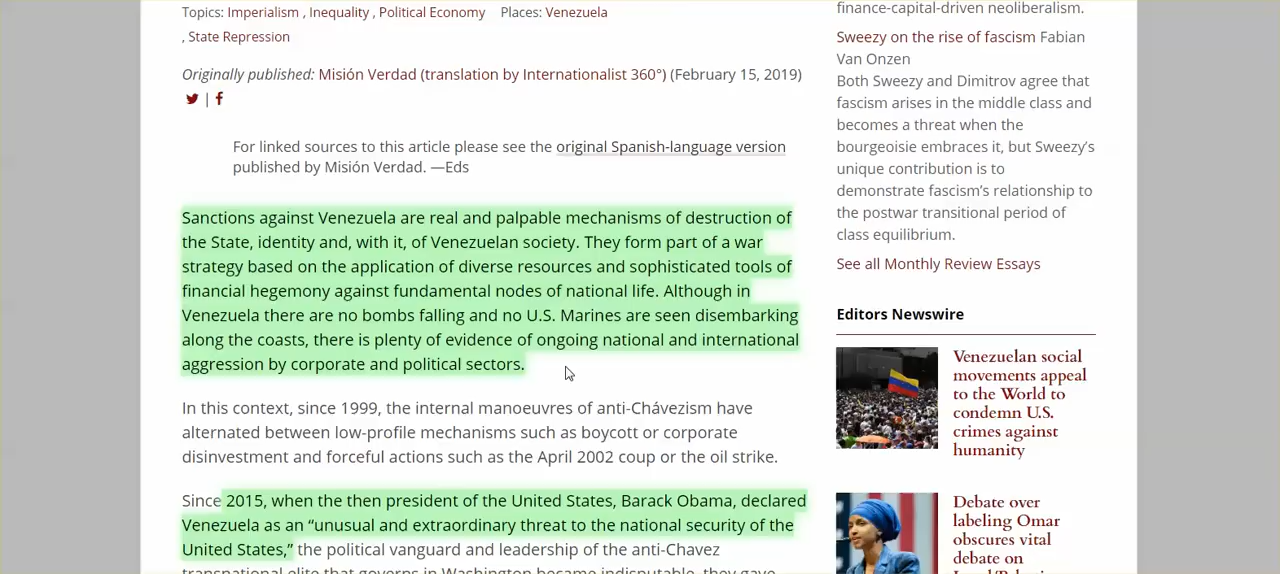 Topics: Imperialism , Inequality , Political Economy Places: Venezuela
, State Repression
Originally published: Misión Verdad (translation by Internationalist 360°) (February 15, 2019)
|
For linked sources to this article please see the original Spanish-language version
published by Misión Verdad. —Eds
Sanctions against Venezuela are real and palpable mechanisms of destruction of
the State, identity and, with it, of Venezuelan society. They form part of a war
strategy based on the application of diverse resources and sophisticated tools of
financial hegemony against fundamental nodes of national life. Although in
Venezuela there are no bombs falling and no U.S. Marines are seen disembarking
along the coasts, there is plenty of evidence of ongoing national and international
aggression by corporate and political sectors.
In this context, since 1999, the internal manoeuvres of anti-Chávezism have
alternated between low-profile mechanisms such as boycott or corporate
disinvestment and forceful actions such as the April 2002 coup or the oil strike.
Since 2015, when the then president of the United States, Barack Obama, declared
Venezuela as an “unusual and extraordinary threat to the national security of the
United States,” the political vanguard and leadership of the anti-Chavez
transnational elite that governs in Washington became indisputable, they gave
finance-capital-driven neoliberalism.
Sweezy on the rise of fascism Fabian
Van Onzen
Both Sweezy and Dimitrov agree that
fascism arises in the middle class and
becomes a threat when the
bourgeoisie embraces it, but Sweezy’s
unique contribution is to
demonstrate fascism’s relationship to
the postwar transitional period of
class equilibrium.
See all Monthly Review Essays
Editors Newswire
Venezuelan social
movements appeal
to the World to
condemn U.S.
crimes against
humanity
Debate over
labeling Omar
obscures vital
debate on